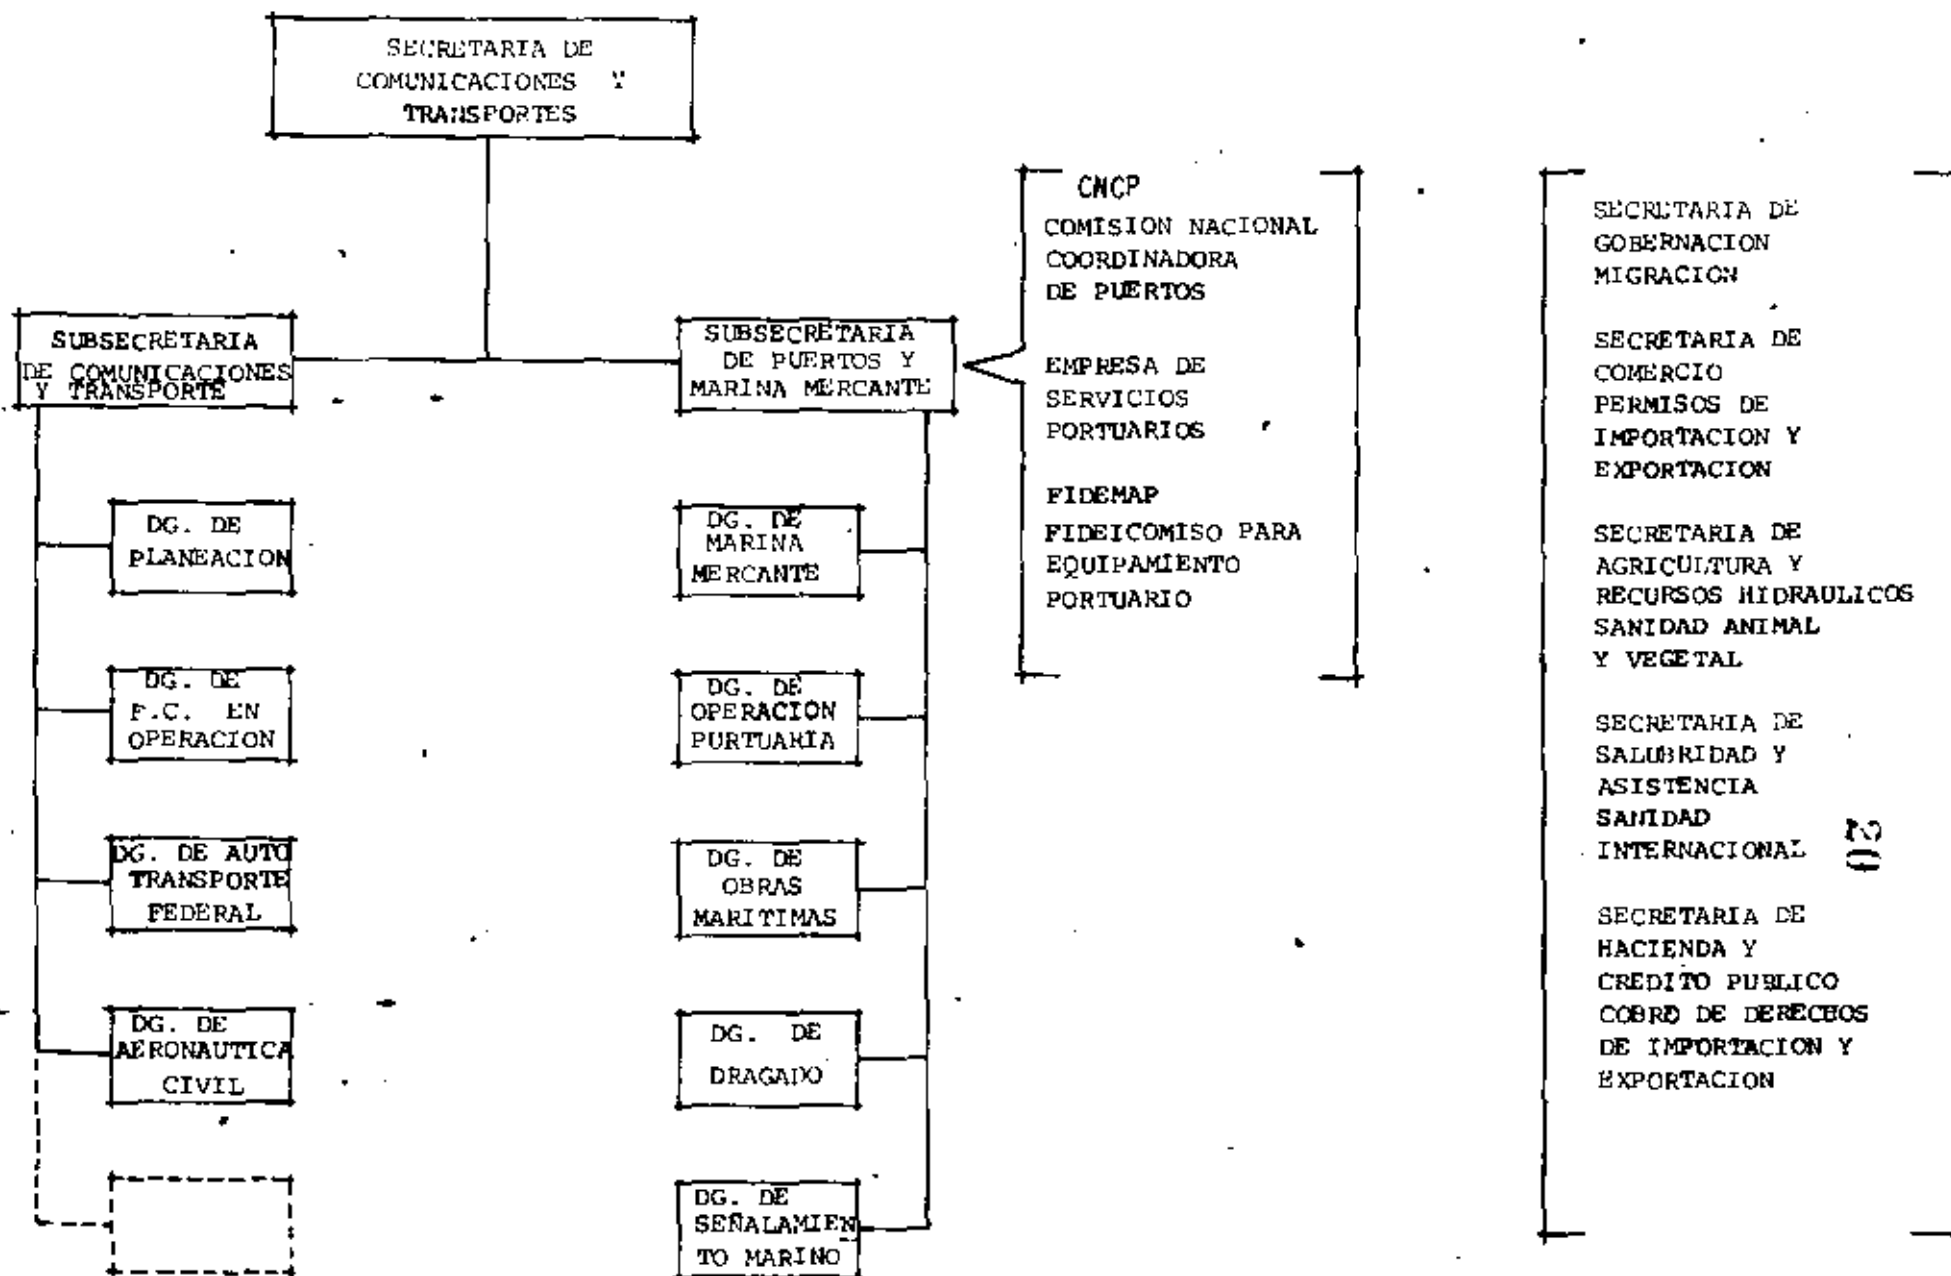 SECRETARIA DE
COMUNICACIONES Y
TRANSPORTES
SUBSECRETARIA
DE COMUNICACIONES
Y TRANSPORTE
DG. DE
PLANEACION
DG. DE
F.C. EN
OPERACION
DG. DE AUTO
TRANSPORTE
FEDERAL
DG. DE
AERONAUTICA
CIVIL
SUBSECRETARIA
DE PUERTOS Y
MARINA MERCANTE
DG. DE
MARINA
MERCANTE
DG. DE
OPERACION
PURTUARIA
DG. DE
OBRAS
MARITIMAS
DG. DE
DRAGADO
DG. DE
SEÑALAMIEN
TO MARINO
CNCP
COMISION NACIONAL
COORDINADORA
DE PUERTOS
EMPRESA DE
SERVICIOS
PORTUARIOS
FIDEMAP
FIDEICOMISO PARA
EQUIPAMIENTO
PORTUARIO
SECRETARIA DE
GOBERNACION
MIGRACION
SECRETARIA DE
COMERCIO
PERMISOS DE
IMPORTACION Y
EXPORTACION
SECRETARIA DE
AGRICULTURA Y
RECURSOS HIDRAULICOS
SANIDAD ANIMAL
Y VEGETAL
SECRETARIA DE
SALUBRIDAD Y
ASISTENCIA
SANIDAD
INTERNACIONAL
SECRETARIA DE
HACIENDA Y
CREDITO PUBLICO
COBRO DE DERECHOS
DE IMPORTACION Y
EXPORTACION
20